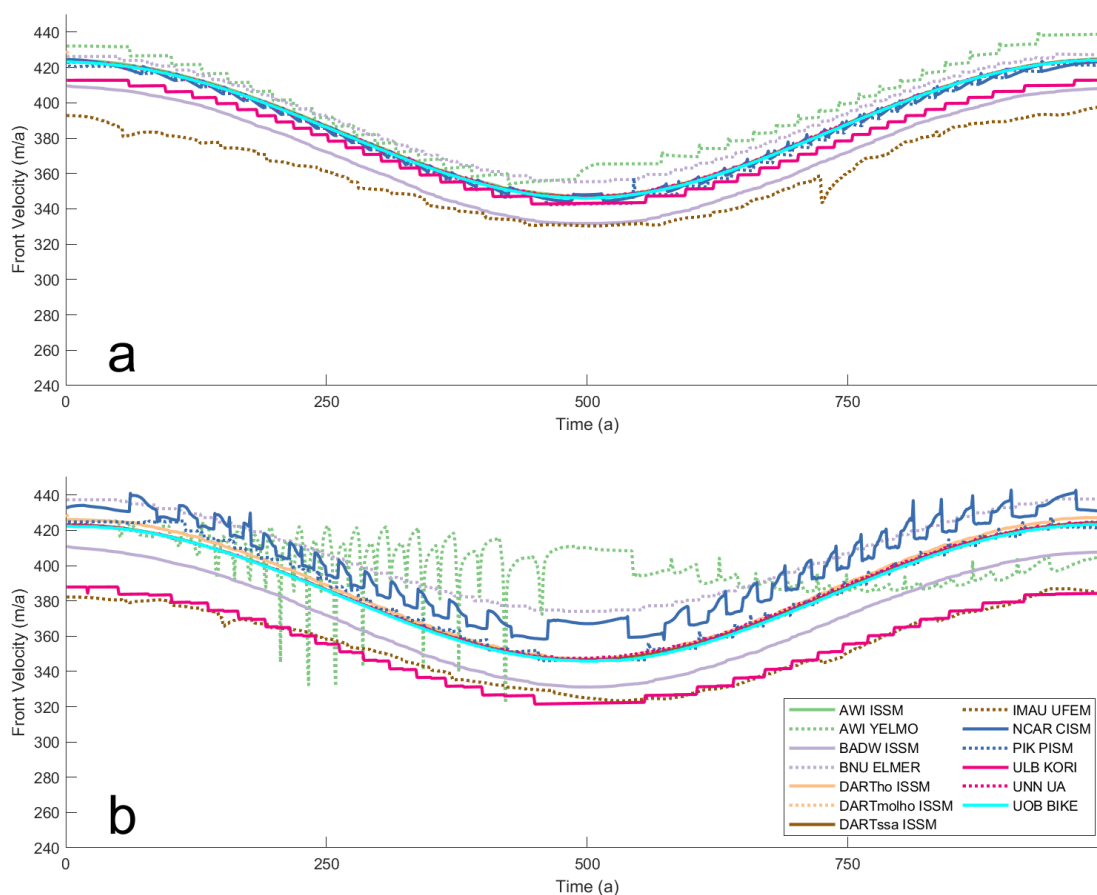 440
420
400
380
360
340
320
300
280
260
240
Front Velocity (m/a)
a
0 250 500 750
Time (a)
440
420
400
380
360
340
320
300
280
260
240
Front Velocity (m/a)
b
AWI ISSM IMAU UFEM
AWI YELMO NCAR CISM
BADW ISSM PIK PISM
BNU ELMER ULB KORI
DARTho ISSM UNN UA
DARTmolho ISSM UOB BIKE
DARTssa ISSM
0 250 500 750
Time (a)